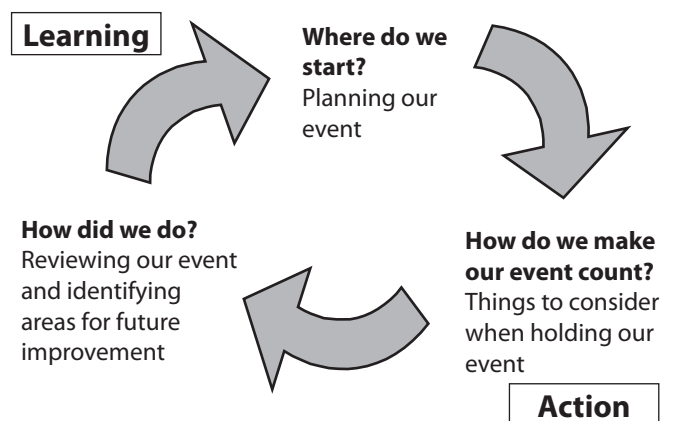 Learning
Where do we
start?
Planning our
event
How do we make
our event count?
Things to consider
when holding our
event
Action
How did we do?
Reviewing our event
and identifying
areas for future
improvement